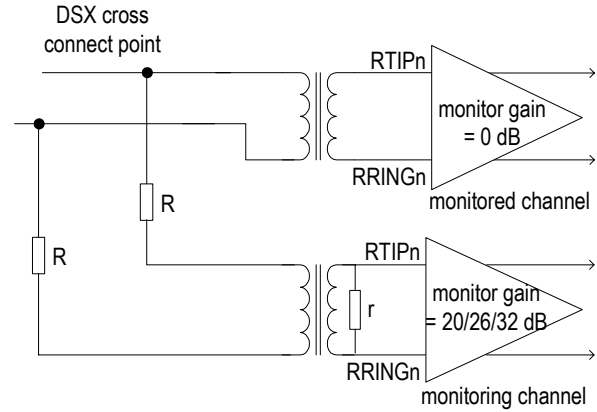 DSX cross
connect point
RTIPn
monitor gain
= 0 dB
RRINGn
monitored channel
R
R
RTIPn
monitor gain
= 20/26/32 dB
r
RRINGn
monitoring channel